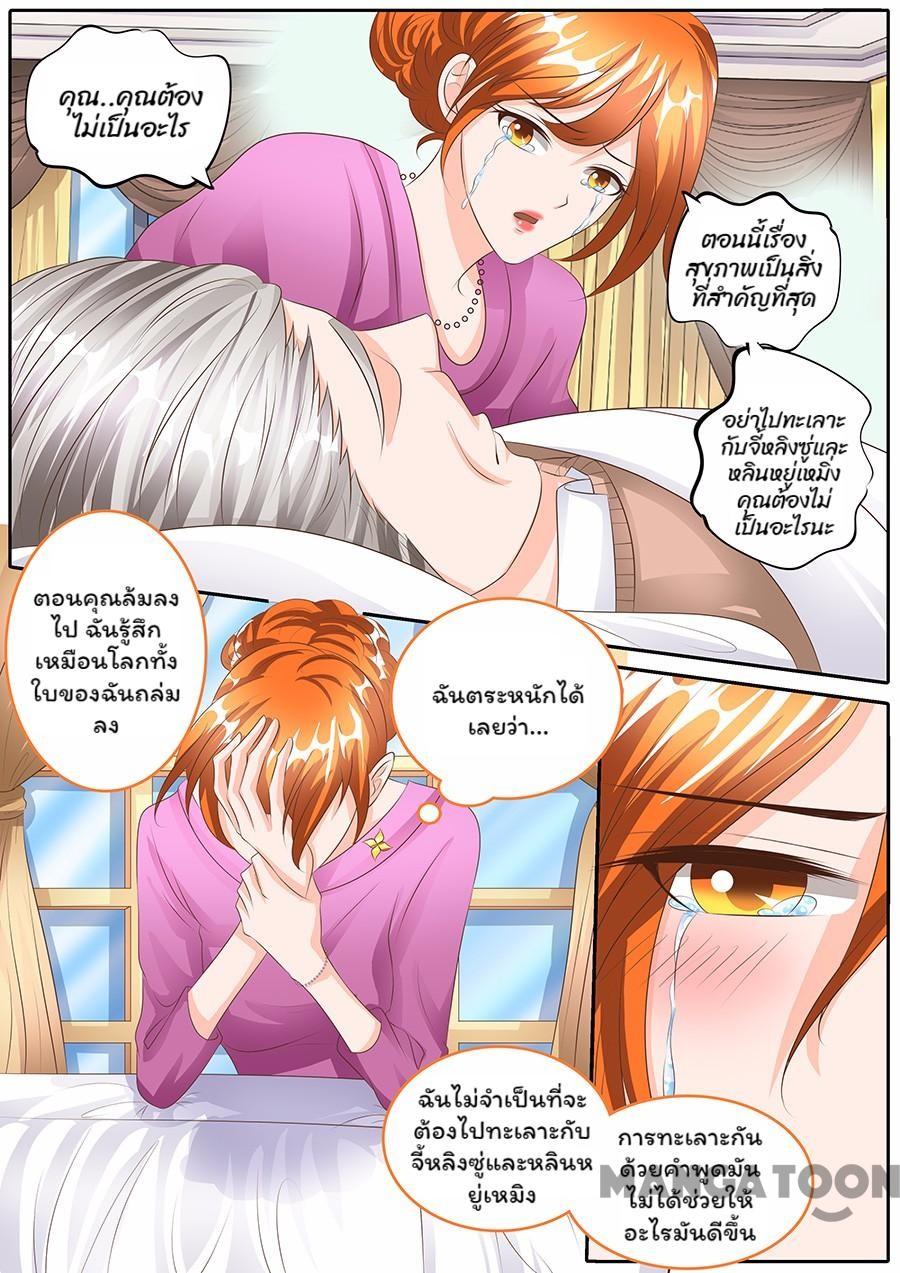 คุณ..คุณต้อง
ไม่เป็นอะไร
ตอนนี้เรื่อง
สุขภาพเป็นสิ่ง
ที่สำคัญที่สุด
อย่าไปทะเลาะ
กับจี้หลิงซู่และ
หลินหยู่เหมิง
คุณต้องไม่
เป็นอะไรนะ
ตอนคุณล้มลง
ไป ฉันรู้สึก
เหมือนโลกทั้ง
ใบของฉันถล่ม
ลง
ฉันตระหนักได้
เลยว่า...
ฉันไม่จำเป็นที่จะ
ต้องไปทะเลาะกับ
จี้หลิงซู่และหลินห
ยู่เหมิง
การทะเลาะกัน
ด้วยคำพูดมัน
ไม่ได้ช่วยให้
อะไรมันดีขึ้น
MANGATOON